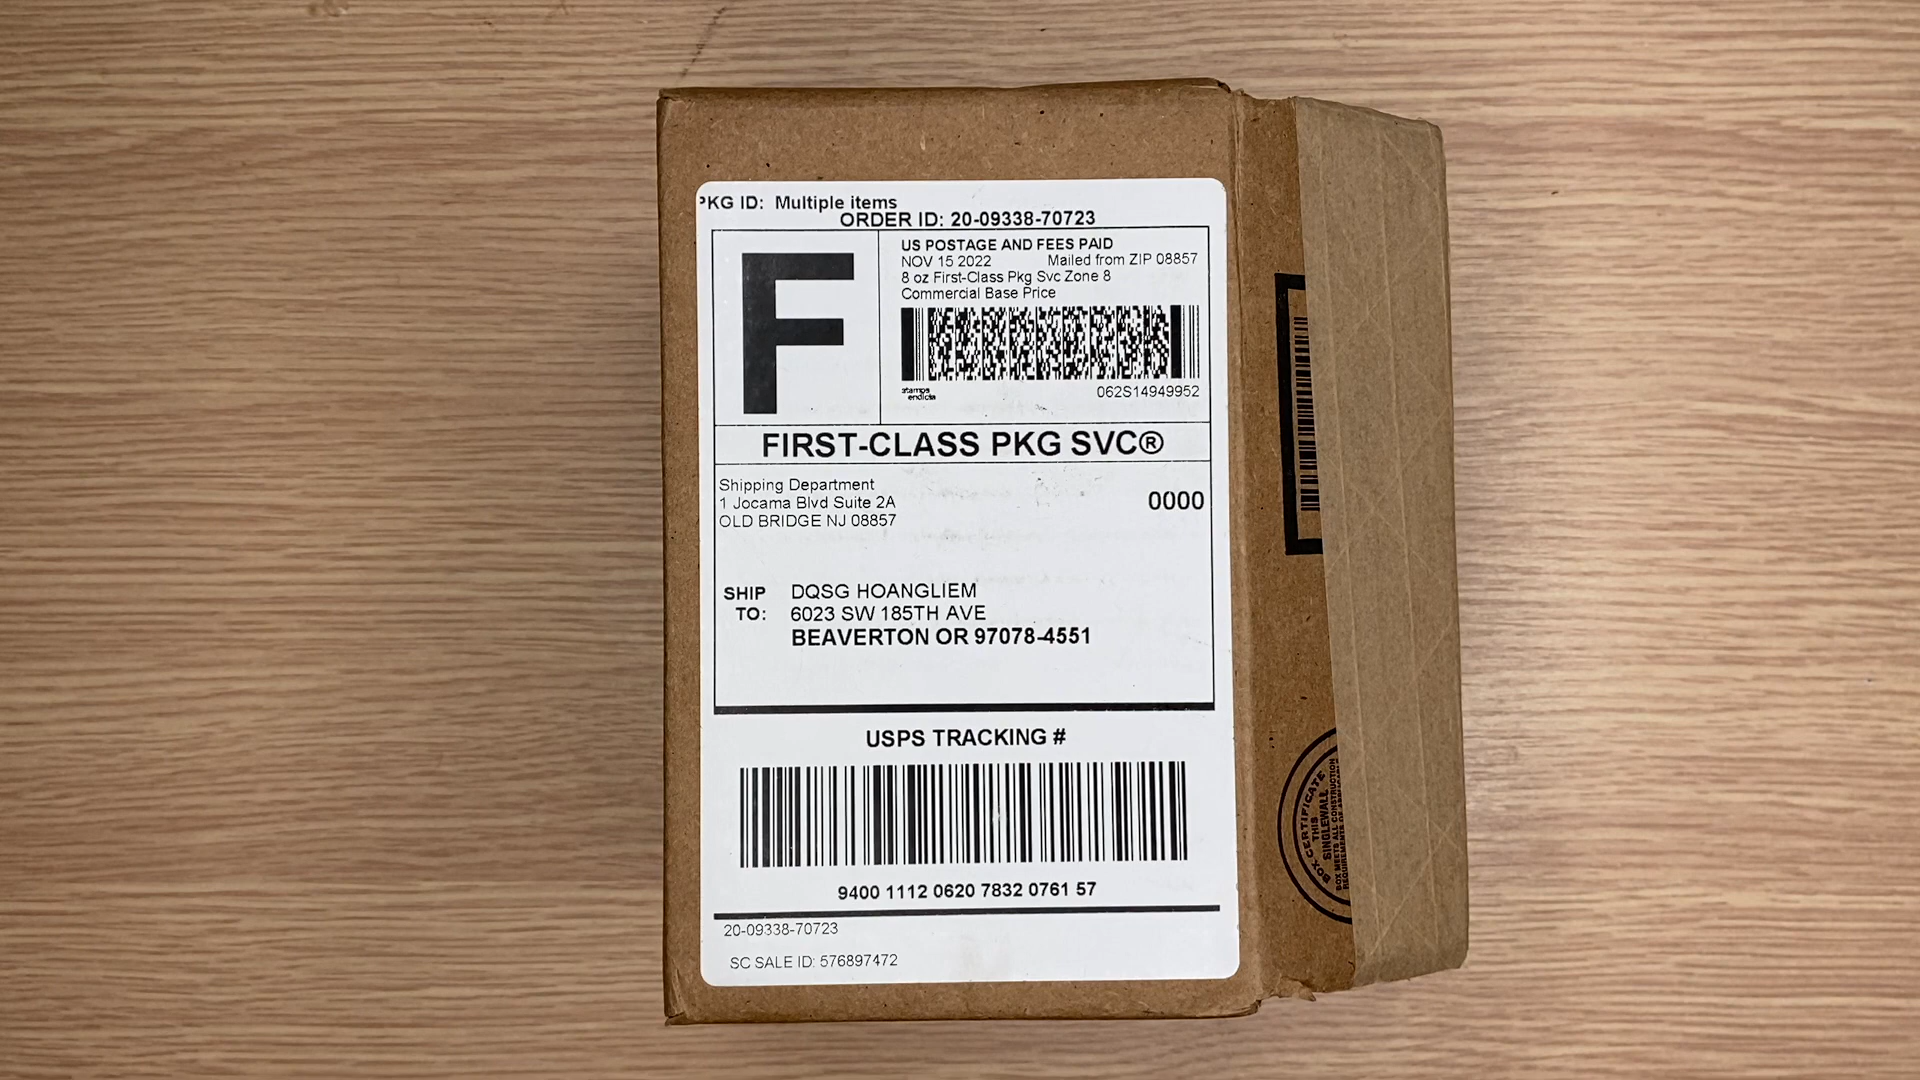 PKG ID: Multiple items
ORDER ID: 20-09338-70723
F
US POSTAGE AND FEES PAID
NOV 15 2022 Mailed from ZIP 08857
8 oz First-Class Pkg Svc Zone 8
Commercial Base Price
stamps
endicia
062S14949952
FIRST-CLASS PKG SVC®
Shipping Department
1 Jocama Blvd Suite 2A
OLD BRIDGE NJ 08857
0000
SHIP TO:
DQSG HOANGLIEM
6023 SW 185TH AVE
BEAVERTON OR 97078-4551
USPS TRACKING #
9400 1112 0620 7832 0761 57
20-09338-70723
SC SALE ID: 576897472
BOX CERTIFICATE
THIS
SINGLEWALL
BOX MEETS ALL CONSTRUCTION
REQUIREMENTS OF